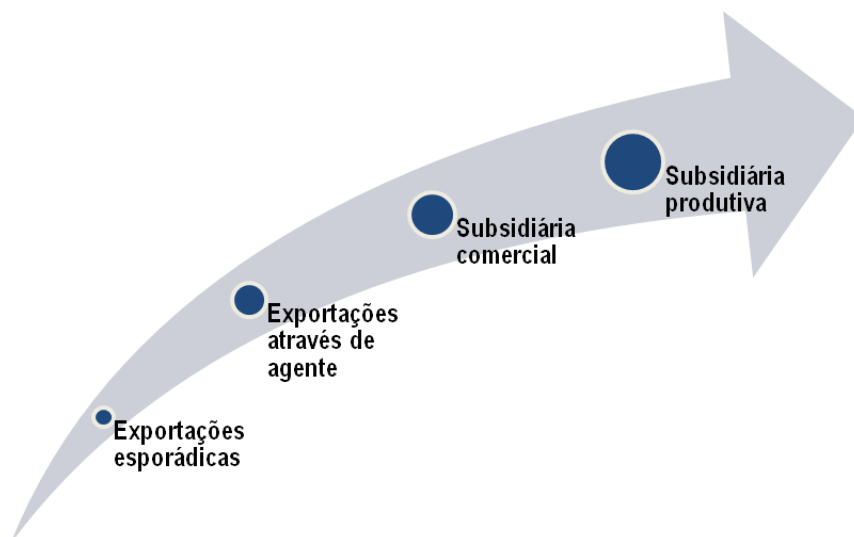 Exportações
esporádicas
Exportações
através de
agente
Subsidiária
comercial
Subsidiária
produtiva